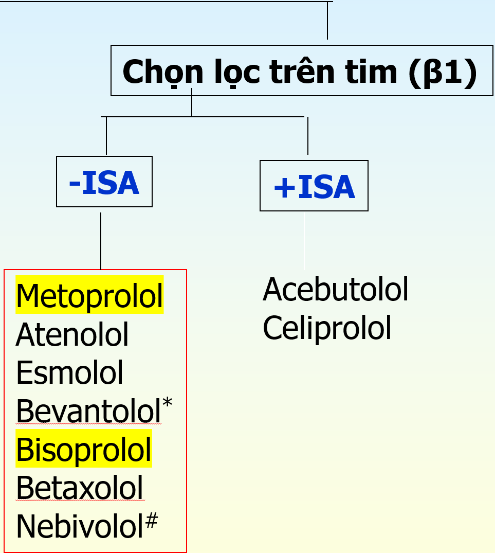 Chọn lọc trên tim (β1)
-ISA
+ISA
Metoprolol
Atenolol
Esmolol
Bevantolol*
Bisoprolol
Betaxolol
Nebivolol#
Acebutolol
Celiprolol